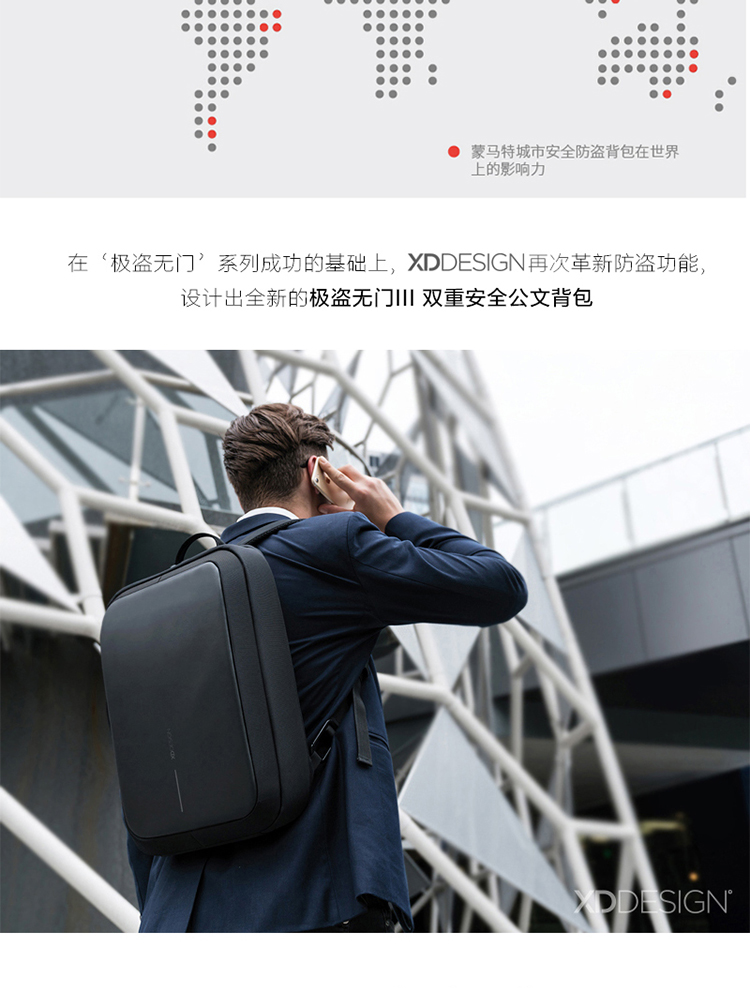 蒙马特城市安全防盗背包在世界
上的影响力
在‘极盗无门’系列成功的基础上，XDDESIGN再次革新防盗功能，
设计出全新的极盗无门III 双重安全公文背包
XDDESIGN